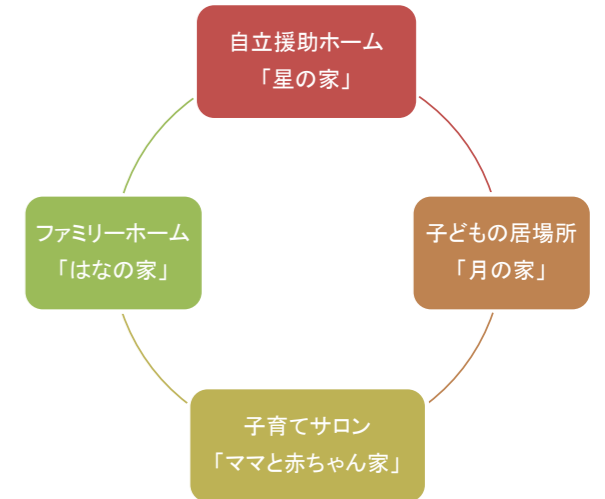 自立援助ホーム
「星の家」
子どもの居場所
「月の家」
子育てサロン
「ママと赤ちゃん家」
ファミリーホーム
「はなの家」